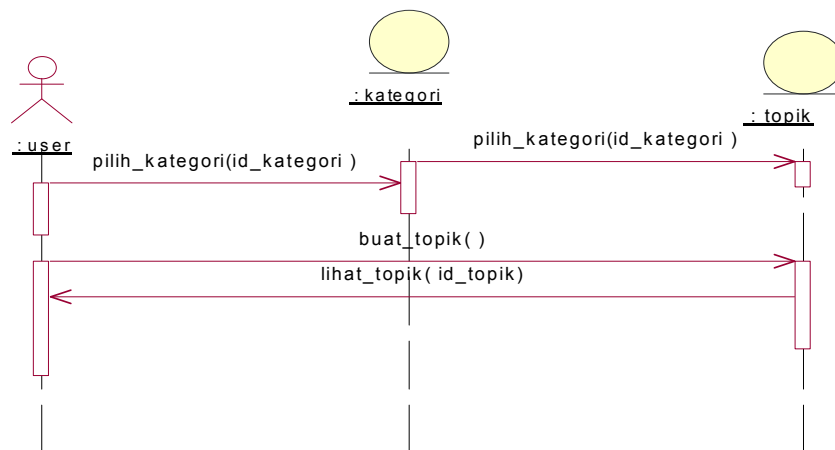 : kategori
: topik
: user
pilih_kategori(id_kategori )
pilih_kategori(id_kategori )
buat_topik( )
lihat_topik( id_topik)